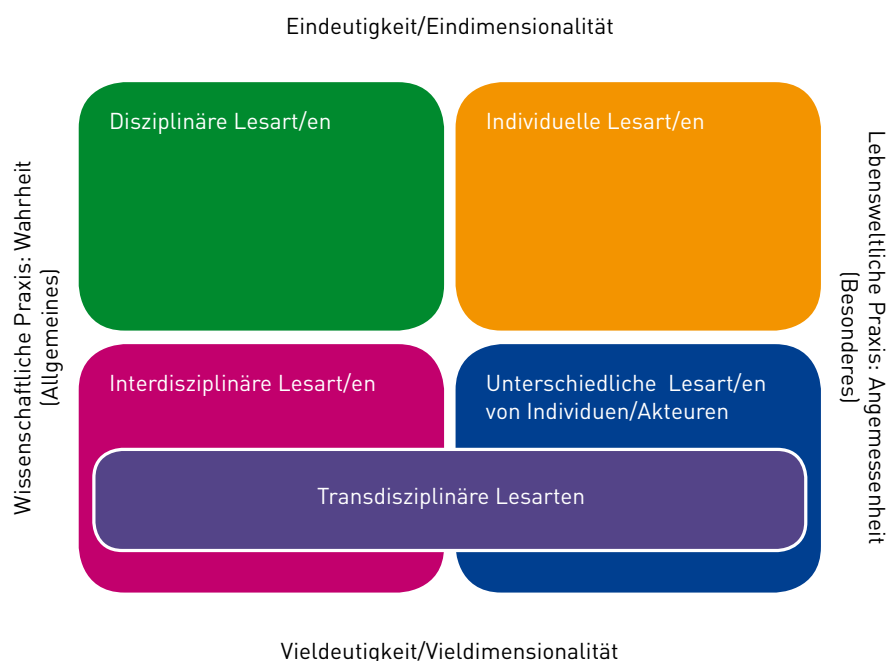 Eindeutigkeit/Eindimensionalität
Disziplinäre Lesart/en
Individuelle Lesart/en
Wissenschaftliche Praxis: Wahrheit
(Allgemeines)
Lebensweltliche Praxis: Angemessenheit
(Besonderes)
Interdisziplinäre Lesart/en
Unterschiedliche Lesart/en
von Individuen/Akteuren
Transdisziplinäre Lesarten
Vieldeutigkeit/Vieldimensionalität